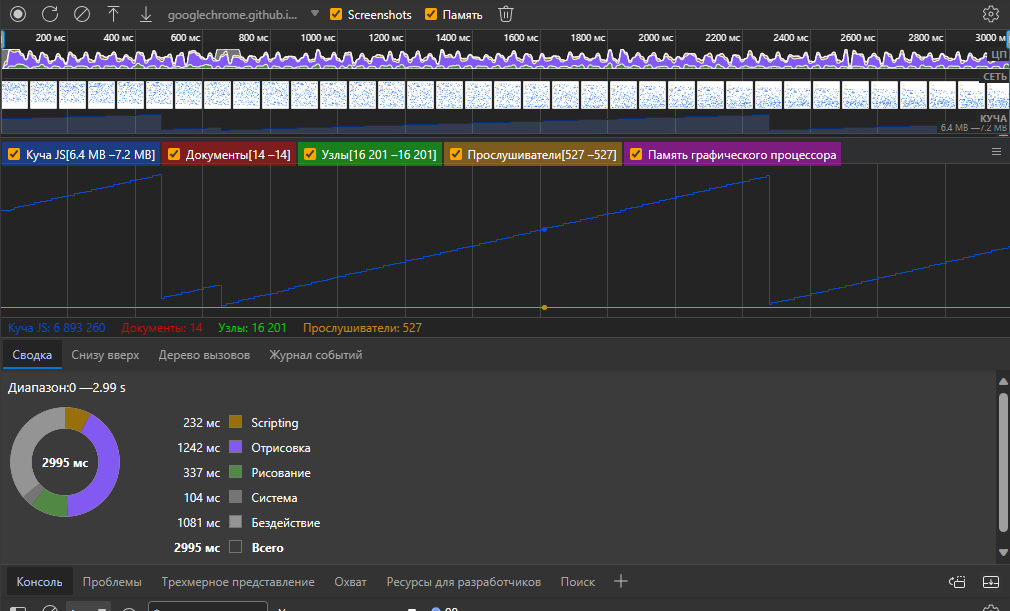 googlechrome.github.i... Screenshots Память
200 мс 400 мс 600 мс 800 мс 1000 мс 1200 мс 1400 мс 1600 мс 1800 мс 2000 мс 2200 мс 2400 мс 2600 мс 2800 мс 3000 м
ЦП
СЕТЬ
КУЧА
6.4 MB —7.2 MB
Куча JS[6.4 MB –7.2 MB] Документы[14 –14] Узлы[16 201 –16 201] Прослушиватели[527 –527] Память графического процессора
Куча JS: 6 893 260 Документы: 14 Узлы: 16 201 Прослушиватели: 527
Сводка Снизу вверх Дерево вызовов Журнал событий
Диапазон:0 —2.99 s
232 мс Scripting
1242 мс Отрисовка
2995 мс
337 мс Рисование
104 мс Система
1081 мс Бездействие
2995 мс Всего
Консоль Проблемы Трехмерное представление Охват Ресурсы для разработчиков Поиск